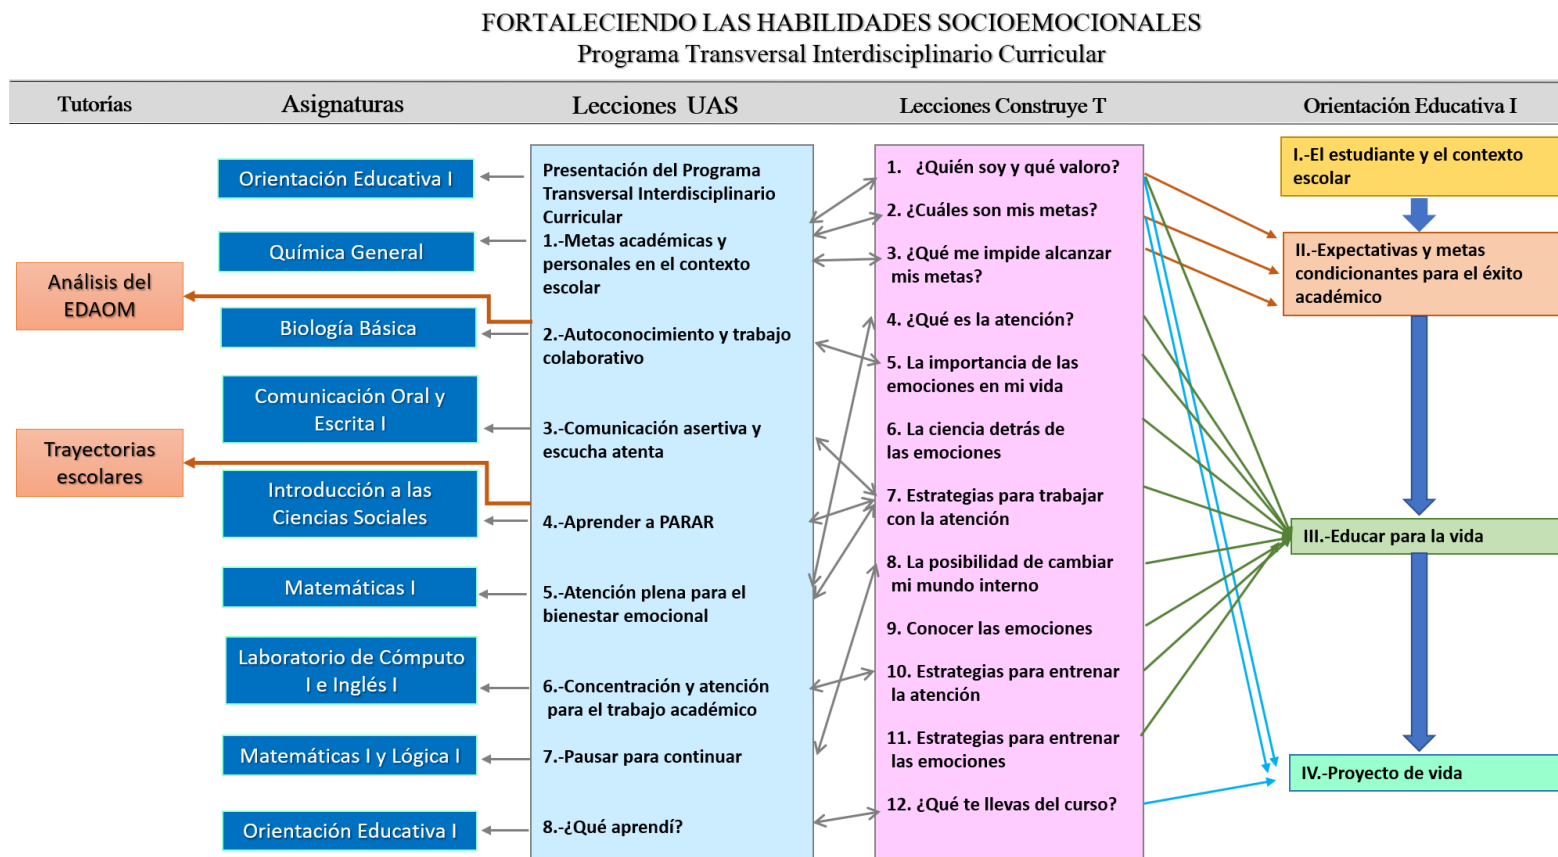 FORTALECIENDO LAS HABILIDADES SOCIOEMOCIONALES
Programa Transversal Interdisciplinario Curricular
Tutorías
Asignaturas
Lecciones UAS
Lecciones Construye T
Orientación Educativa I
Análisis del
EDAOM
Trayectorias
escolares
Orientación Educativa I
Química General
Biología Básica
Comunicación Oral y
Escrita I
Introducción a las
Ciencias Sociales
Matemáticas I
Laboratorio de Cómputo
I e Inglés I
Matemáticas I y Lógica I
Orientación Educativa I
Presentación del Programa
Transversal Interdisciplinario
Curricular
1.-Metas académicas y
personales en el contexto
escolar
2.-Autoconocimiento y trabajo
colaborativo
3.-Comunicación asertiva y
escucha atenta
4.-Aprender a PARAR
5.-Atención plena para el
bienestar emocional
6.-Concentración y atención
para el trabajo académico
7.-Pausar para continuar
8.-¿Qué aprendí?
1. ¿Quién soy y qué valoro?
2. ¿Cuáles son mis metas?
3. ¿Qué me impide alcanzar
mis metas?
4. ¿Qué es la atención?
5. La importancia de las
emociones en mi vida
6. La ciencia detrás de
las emociones
7. Estrategias para trabajar
con la atención
8. La posibilidad de cambiar
mi mundo interno
9. Conocer las emociones
10. Estrategias para entrenar
la atención
11. Estrategias para entrenar
las emociones
12. ¿Qué te llevas del curso?
I.-El estudiante y el contexto
escolar
II.-Expectativas y metas
condicionantes para el éxito
académico
III.-Educar para la vida
IV.-Proyecto de vida